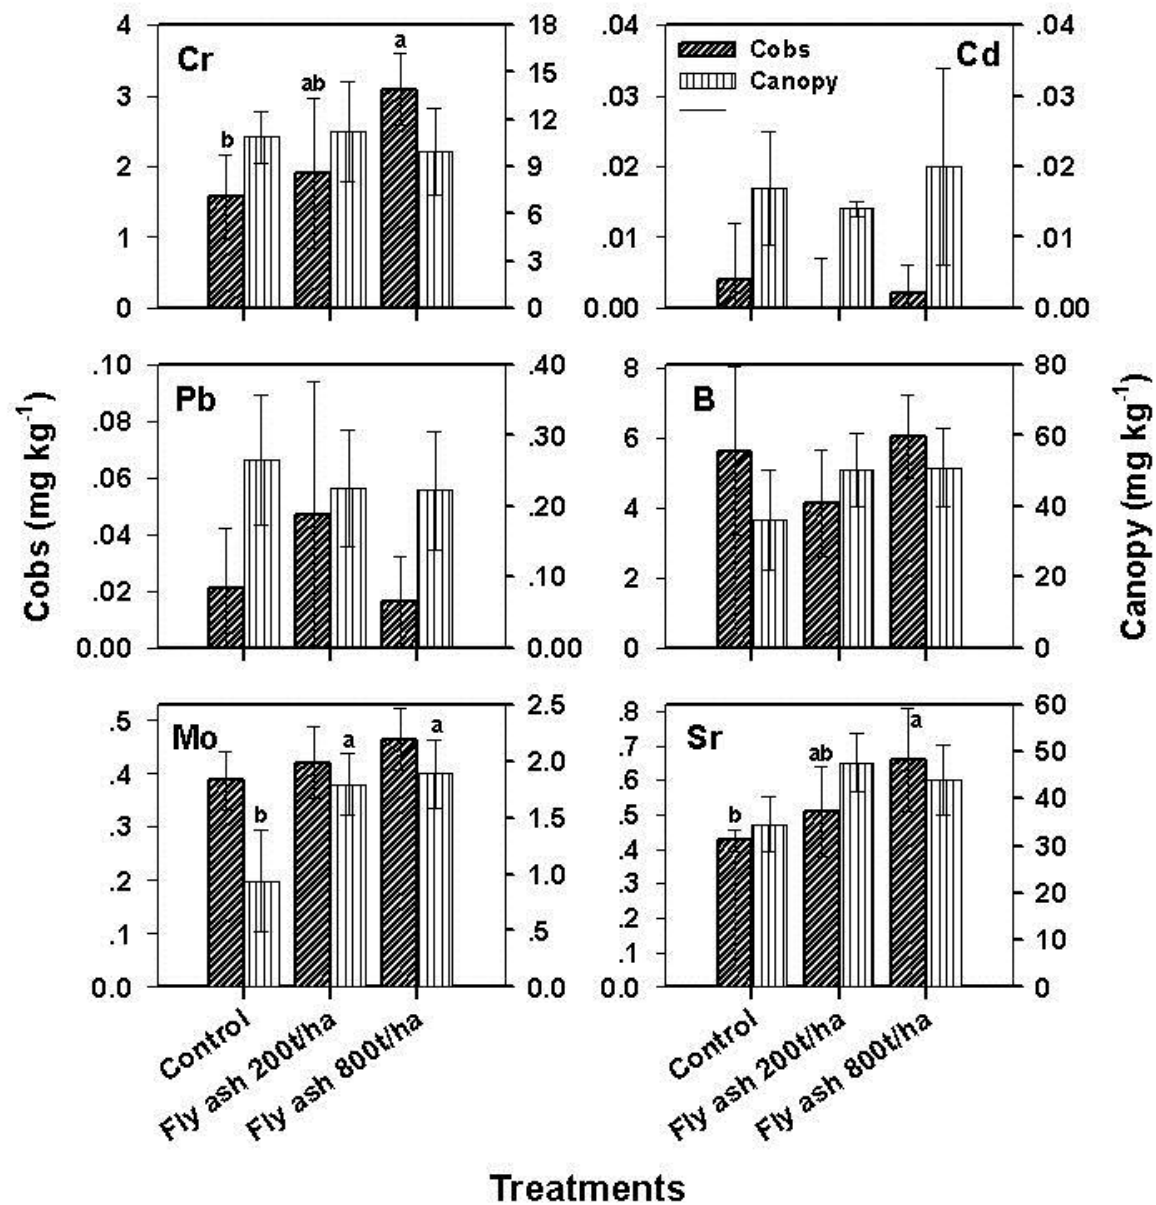 Cobs (mg kg-1)
Canopy (mg kg-1)
Cr
4
3
2
1
0
18
15
12
9
6
3
0
b
ab
a
Cd
Cobs
Canopy
.04
.03
.02
.01
0.00
.04
.03
.02
.01
0.00
Pb
.10
.08
.06
.04
.02
0.00
.40
.30
.20
.10
0.00
B
8
6
4
2
0
80
60
40
20
0
Mo
.5
.4
.3
.2
.1
0.0
2.5
2.0
1.5
1.0
.5
0.0
b
a
a
Sr
.8
.7
.6
.5
.4
.3
.2
.1
0.0
60
50
40
30
20
10
0
b
ab
a
Control
Fly ash 200t/ha
Fly ash 800t/ha
Control
Fly ash 200t/ha
Fly ash 800t/ha
Treatments